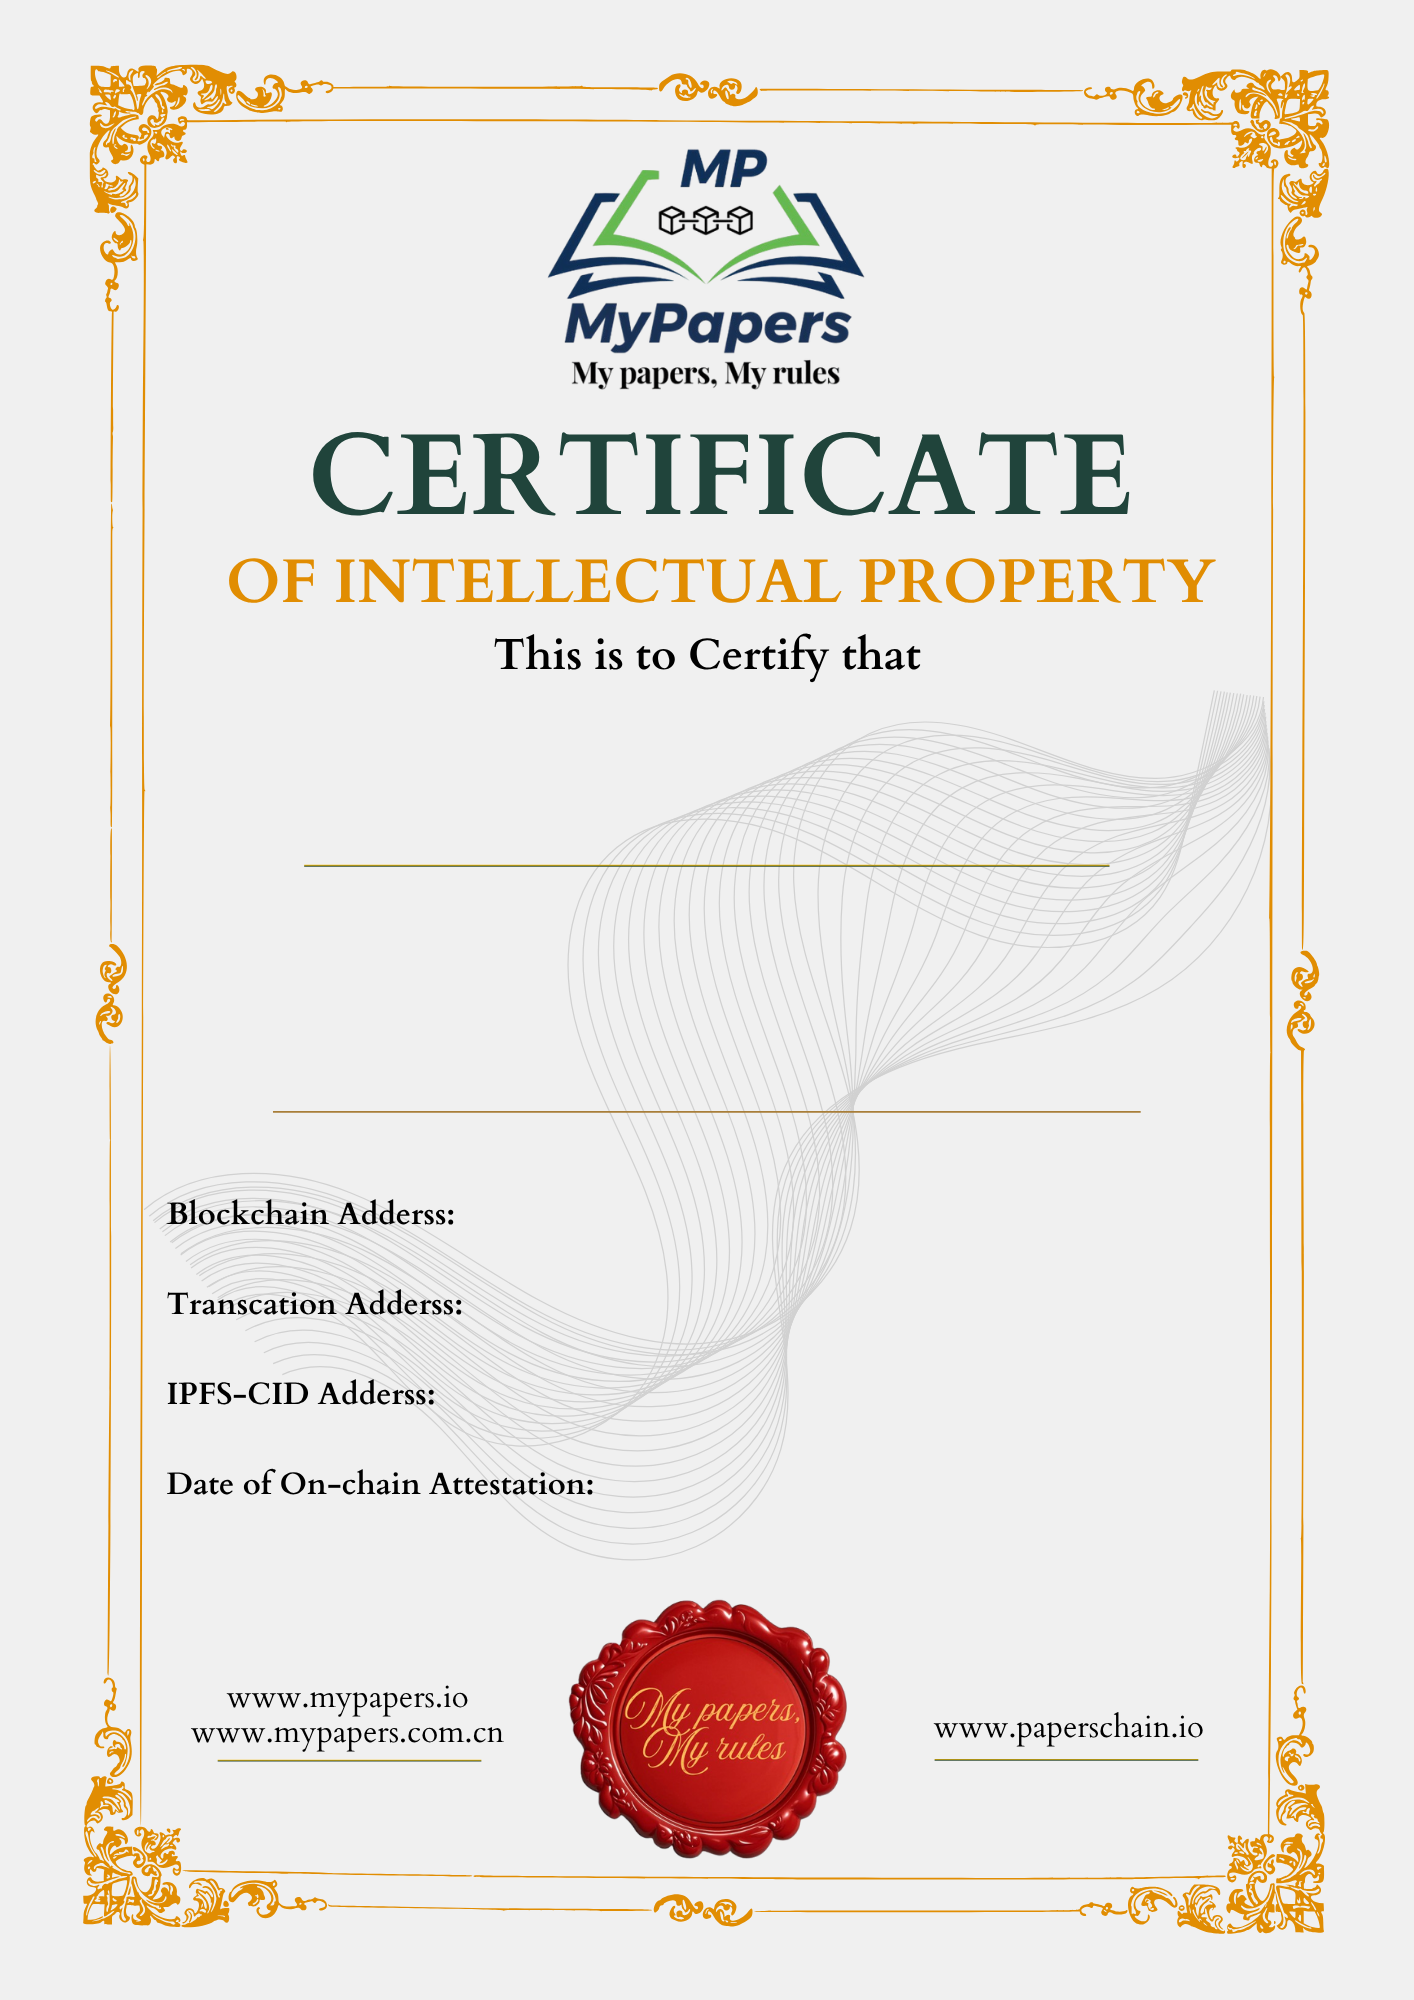 MP
MyPapers
My papers, My rules
CERTIFICATE
OF INTELLECTUAL PROPERTY
This is to Certify that
Blockchain Adderss:
Transcation Adderss:
IPFS-CID Adderss:
Date of On-chain Attestation:
www.mypapers.io
www.mypapers.com.cn
My papers,
My rules
www.paperschain.io